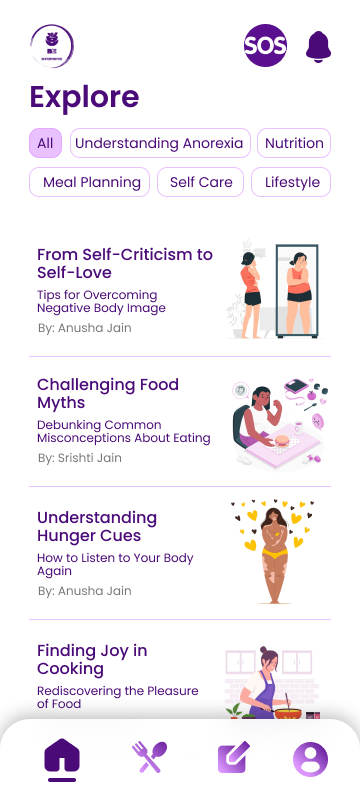 SOS
Explore
All
Understanding Anorexia
Nutrition
Meal Planning
Self Care
Lifestyle
From Self-Criticism to
Self-Love
Tips for Overcoming
Negative Body Image
By: Anusha Jain
Challenging Food
Myths
Debunking Common
Misconceptions About Eating
By: Srishti Jain
Understanding
Hunger Cues
How to Listen to Your Body
Again
By: Anusha Jain
Finding Joy in
Cooking
Rediscovering the Pleasure
of Food